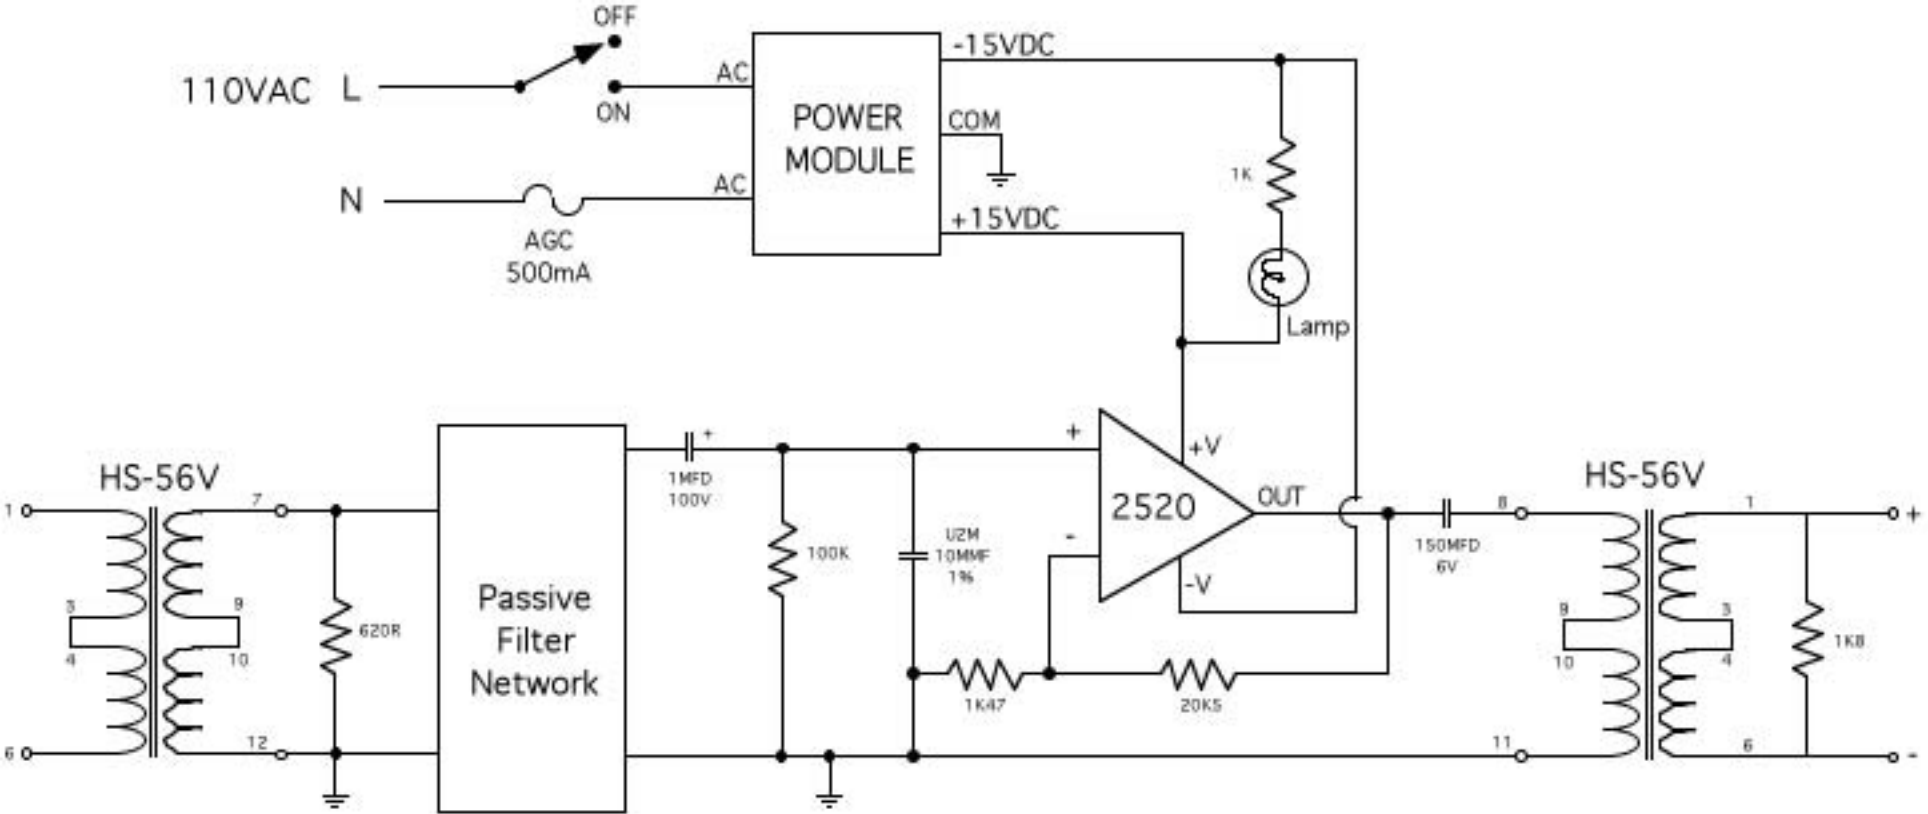 OFF
110VAC L
ON
AC
POWER
MODULE
-15VDC
COM
1K
N
AGC
500mA
AC
+15VDC
Lamp
HS-56V
1
7
3
4
9
10
6
12
620R
Passive
Filter
Network
+
1MFD
100V
100K
U2M
10MMF
1%
+
+V
2520
OUT
-
-V
1K47
20K5
150MFD
6V
HS-56V
8
1
+
9
10
3
4
1K8
11
6
-